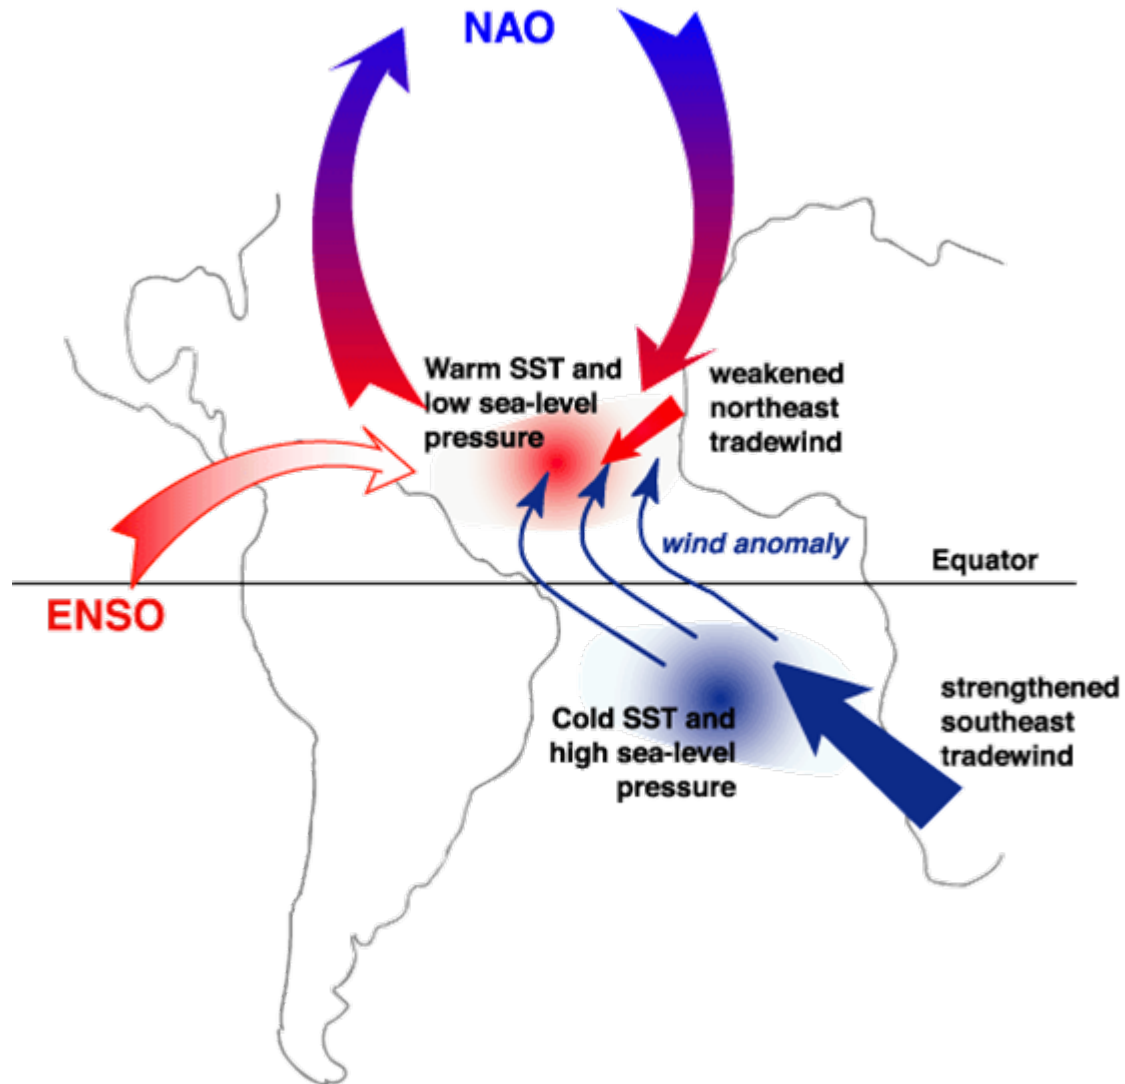 NAO
Warm SST and
low sea-level
pressure
weakened
northeast
tradewind
wind anomaly
Equator
ENSO
Cold SST and
high sea-level
pressure
strengthened
southeast
tradewind